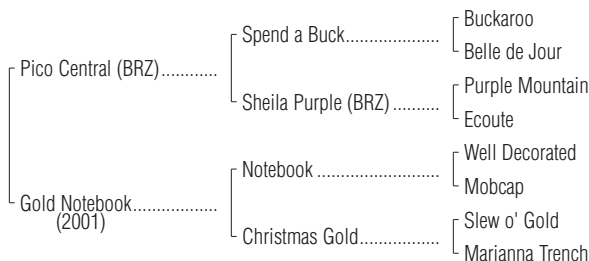 Buckaroo
Spend a Buck....................
Belle de Jour
Pico Central (BRZ)............
Purple Mountain
Sheila Purple (BRZ) ..........
Ecoute
Well Decorated
Notebook ..........................
Mobcap
Gold Notebook..................
(2001)
Slew o' Gold
Christmas Gold.................
Marianna Trench